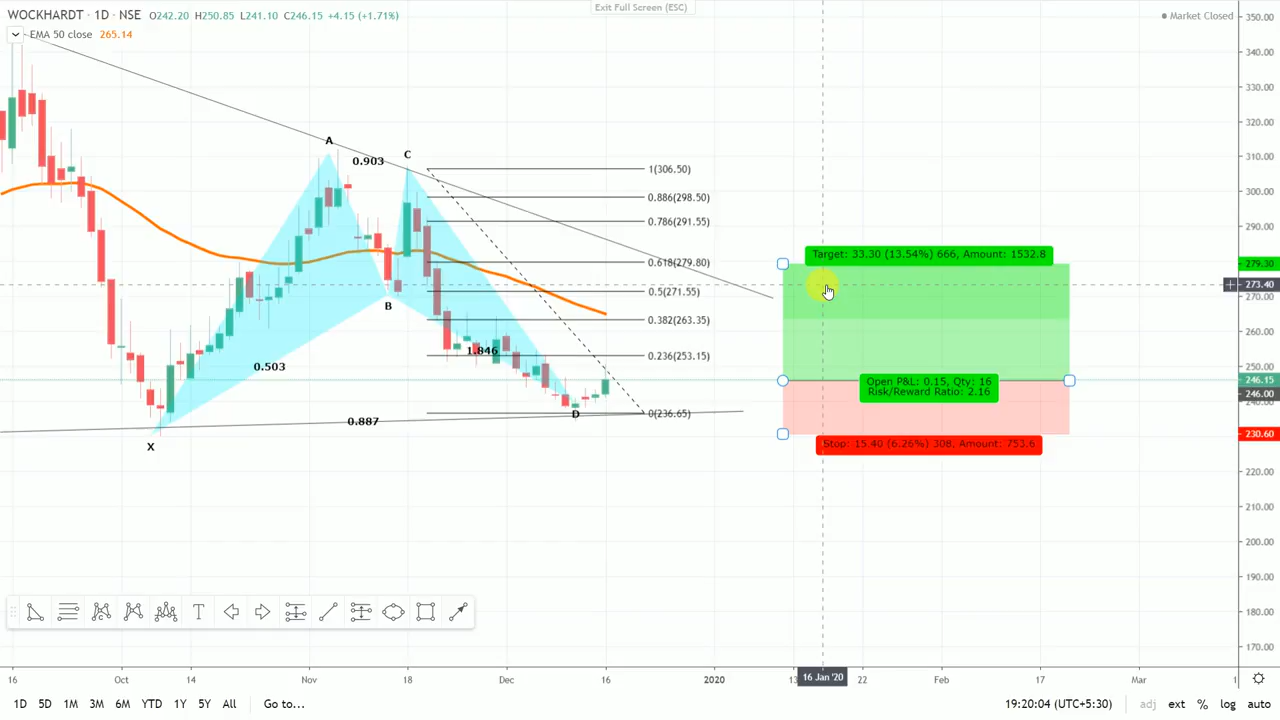 Exit Full Screen (ESC)
WOCKHARDT · 1D · NSE O242.20 H250.85 L241.10 C246.15 +4.15 (+1.71%)
Market Closed
EMA 50 close 265.14
350.00
340.00
330.00
320.00
310.00
300.00
290.00
279.30
273.40
270.00
260.00
250.00
246.15
246.00
230.60
220.00
210.00
200.00
190.00
180.00
170.00
A
0.903
C
B
0.503
1.846
0.887
X
D
1(306.50)
0.886(298.50)
0.786(291.55)
0.618(279.80)
0.5(271.55)
0.382(263.35)
0.236(253.15)
0(236.65)
Target: 33.30 (13.54%) 666, Amount: 1532.8
Open P&L: 0.15, Qty: 16
Risk/Reward Ratio: 2.16
Stop: 15.40 (6.26%) 308, Amount: 753.6
T
16 Oct 14 Nov 18 Dec 16 2020 13 16 Jan '20 22 Feb 17 Mar
1D 5D 1M 3M 6M YTD 1Y 5Y All Go to... 19:20:04 (UTC+5:30) adj ext % log auto